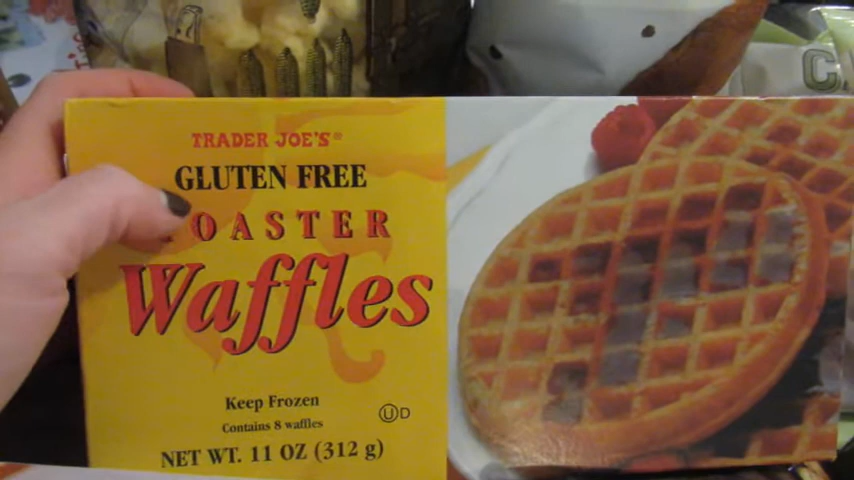 TRADER JOE'S®
GLUTEN FREE
OASTER
Waffles
Keep Frozen
Contains 8 waffles
U D
NET WT. 11 OZ (312 g)
C